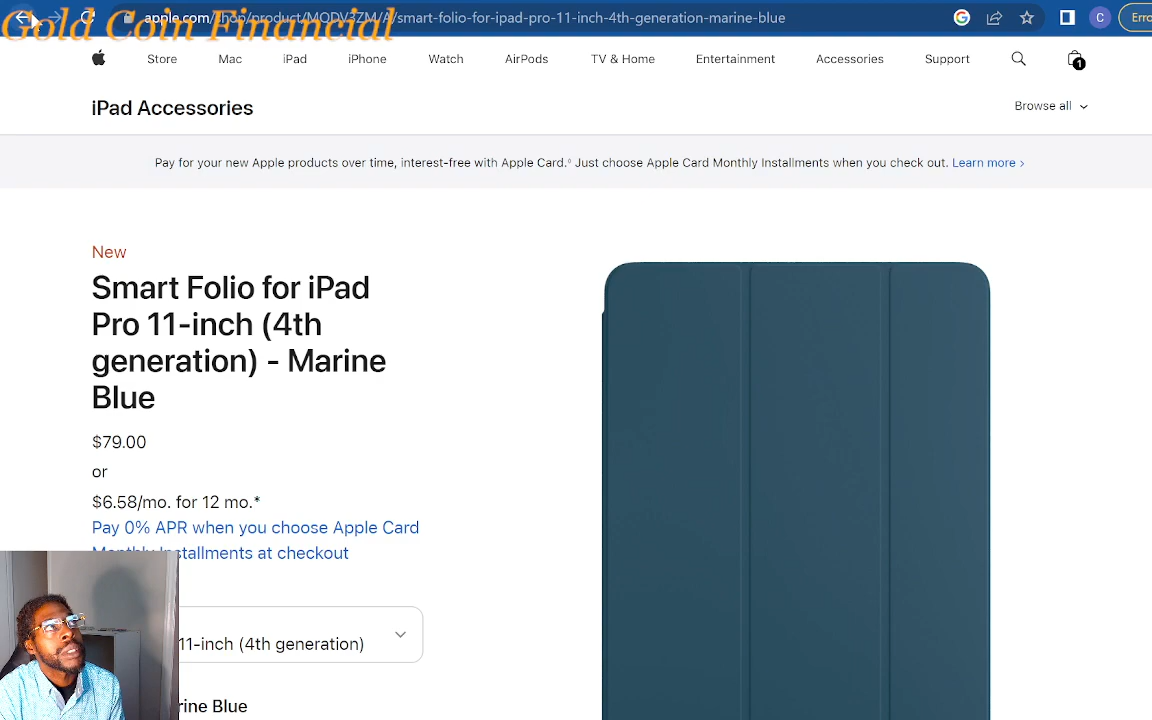 apple.com/shop/product/MQDV3ZM/A/smart-folio-for-ipad-pro-11-inch-4th-generation-marine-blue
C
Erro
Gold Coin Financial
Store Mac iPad iPhone Watch AirPods TV & Home Entertainment Accessories Support 1
iPad Accessories
Browse all
Pay for your new Apple products over time, interest-free with Apple Card.◊ Just choose Apple Card Monthly Installments when you check out. Learn more >
New
Smart Folio for iPad
Pro 11-inch (4th
generation) - Marine
Blue
$79.00
or
$6.58/mo. for 12 mo.*
Pay 0% APR when you choose Apple Card
Monthly Installments at checkout
11-inch (4th generation)
rine Blue